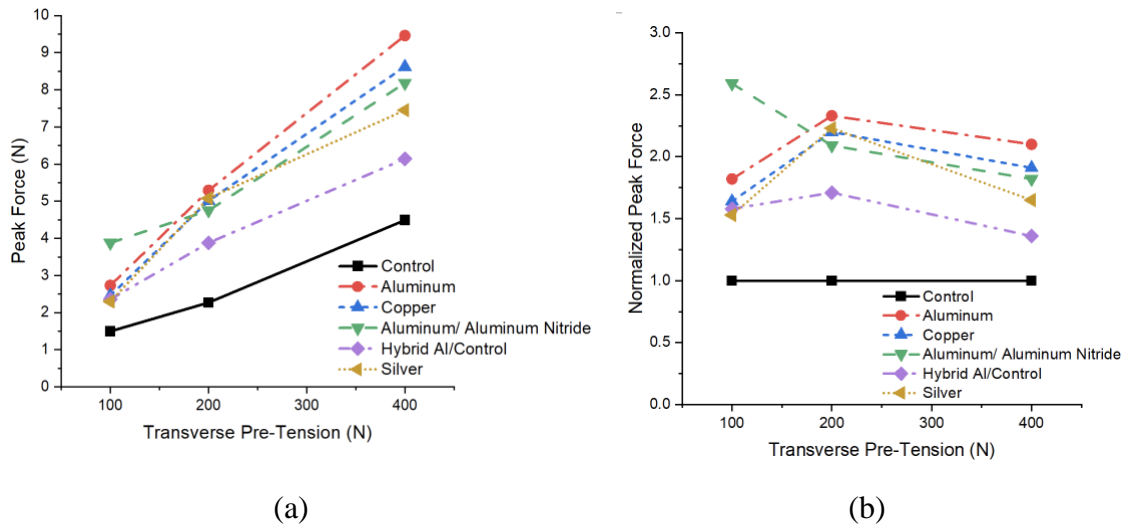 10
9
8
7
6
5
4
3
2
1
0
Peak Force (N)
100 200 300 400
Transverse Pre-Tension (N)
Control
Aluminum
Copper
Aluminum/ Aluminum Nitride
Hybrid Al/Control
Silver
(a)
3.0
2.5
2.0
1.5
1.0
0.5
0.0
Normalized Peak Force
100 200 300 400
Transverse Pre-Tension (N)
Control
Aluminum
Copper
Aluminum/ Aluminum Nitride
Hybrid Al/Control
Silver
(b)